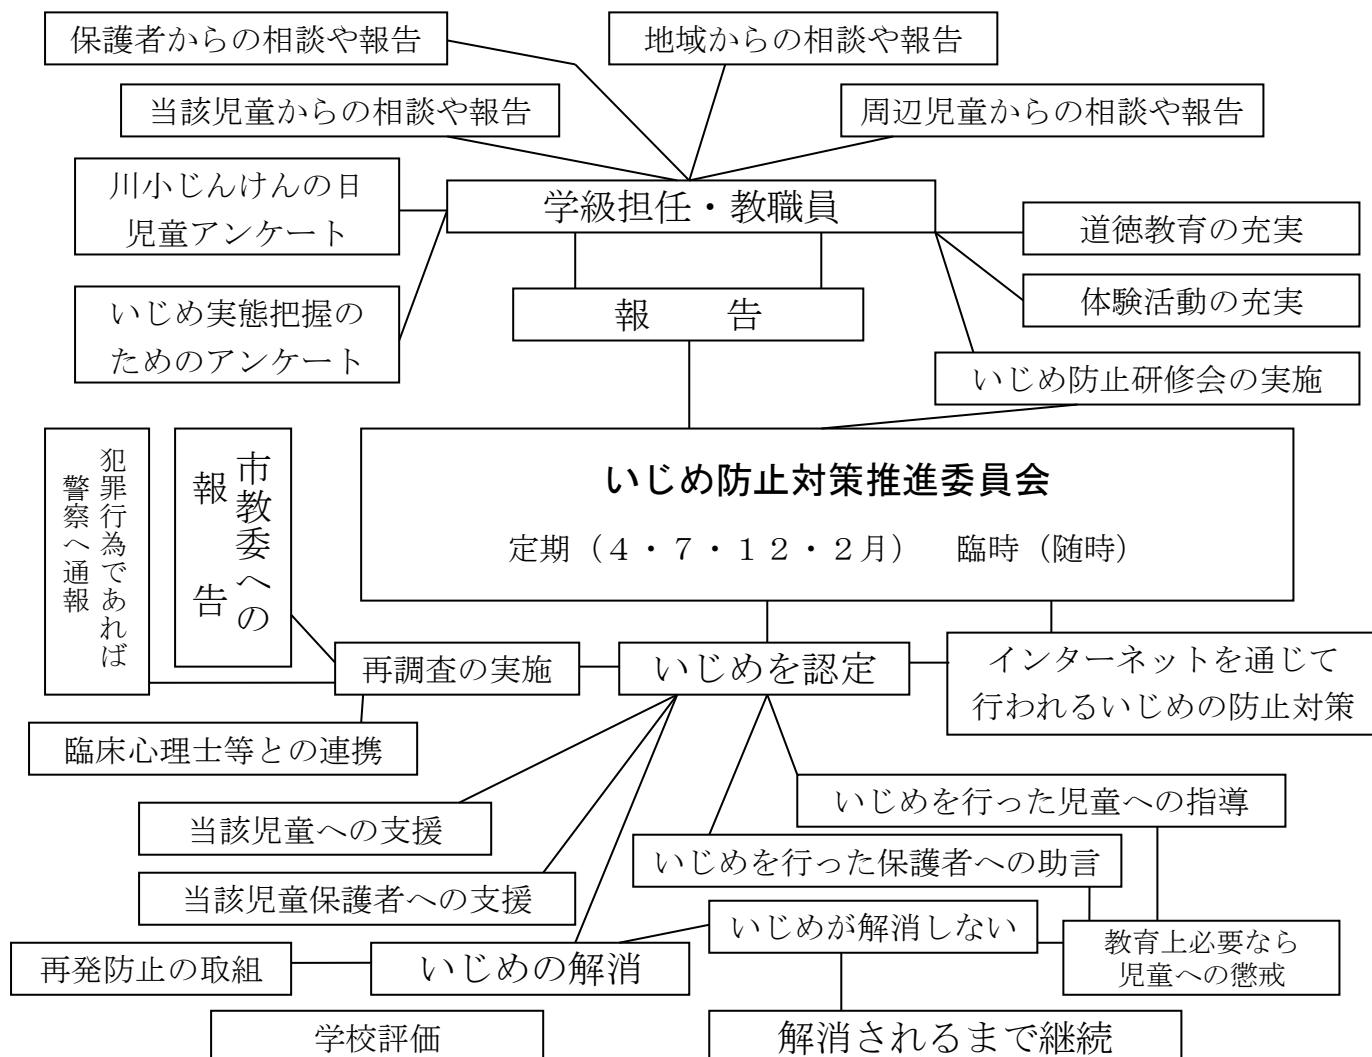 保護者からの相談や報告
地域からの相談や報告
当該児童からの相談や報告
周辺児童からの相談や報告
川小じんけんの日
児童アンケート
学級担任・教職員
道徳教育の充実
いじめ実態把握の
ためのアンケート
報　　告
体験活動の充実
いじめ防止研修会の実施
犯罪行為であれば
警察へ通報
市教委への
報　告
いじめ防止対策推進委員会
定期（４・７・１２・２月）　臨時（随時）
再調査の実施
いじめを認定
インターネットを通じて
行われるいじめの防止対策
臨床心理士等との連携
いじめを行った児童への指導
当該児童への支援
いじめを行った保護者への助言
当該児童保護者への支援
いじめが解消しない
教育上必要なら
児童への懲戒
再発防止の取組
いじめの解消
学校評価
解消されるまで継続